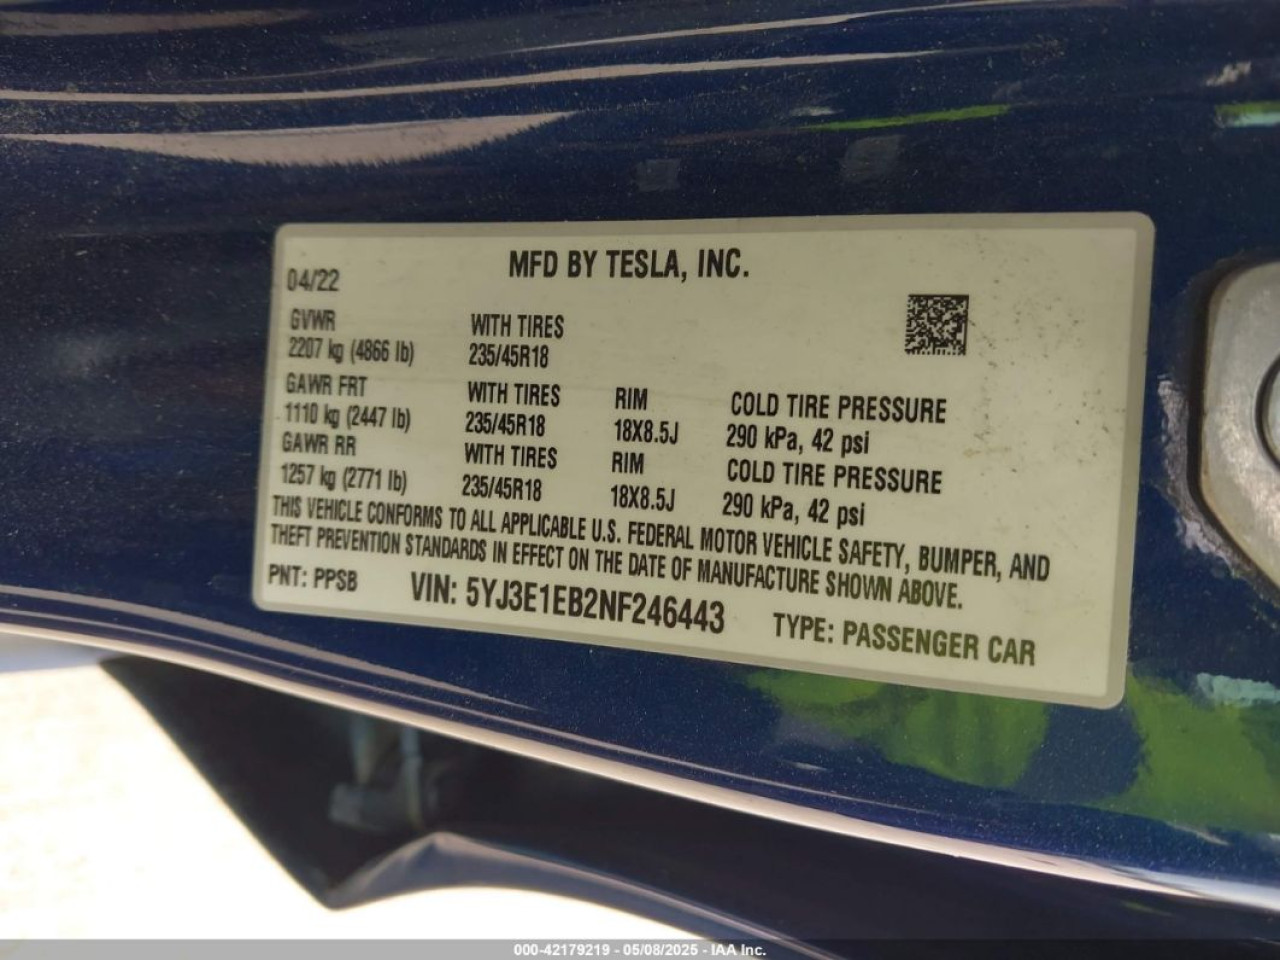 MFD BY TESLA, INC.
04/22
GVWR WITH TIRES
2207 kg (4866 lb) 235/45R18
GAWR FRT WITH TIRES RIM COLD TIRE PRESSURE
1110 kg (2447 lb) 235/45R18 18X8.5J 290 kPa, 42 psi
GAWR RR WITH TIRES RIM COLD TIRE PRESSURE
1257 kg (2771 lb) 235/45R18 18X8.5J 290 kPa, 42 psi
THIS VEHICLE CONFORMS TO ALL APPLICABLE U.S. FEDERAL MOTOR VEHICLE SAFETY, BUMPER, AND
THEFT PREVENTION STANDARDS IN EFFECT ON THE DATE OF MANUFACTURE SHOWN ABOVE.
PNT: PPSB VIN: 5YJ3E1EB2NF246443 TYPE: PASSENGER CAR
000-42179219 - 05/08/2025 - IAA Inc.